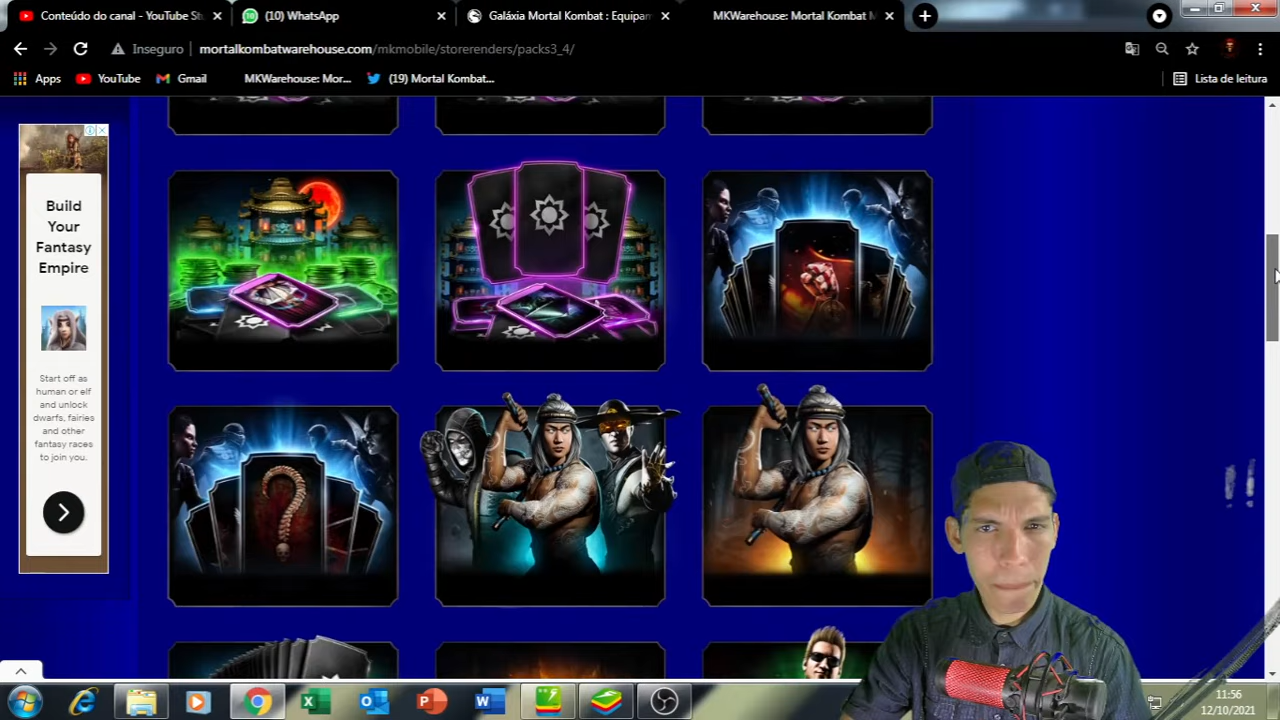 Conteúdo do canal - YouTube Stu
(10) WhatsApp
Galáxia Mortal Kombat : Equipam
MKWarehouse: Mortal Kombat M
Inseguro
mortalkombatwarehouse.com/mkmobile/storerenders/packs3_4/
Apps
YouTube
Gmail
MKWarehouse: Mor...
(19) Mortal Kombat...
Lista de leitura
Build
Your
Fantasy
Empire
Start off as
human or elf
and unlock
dwarfs, fairies
and other
fantasy races
to join you.
11:56
12/10/2021